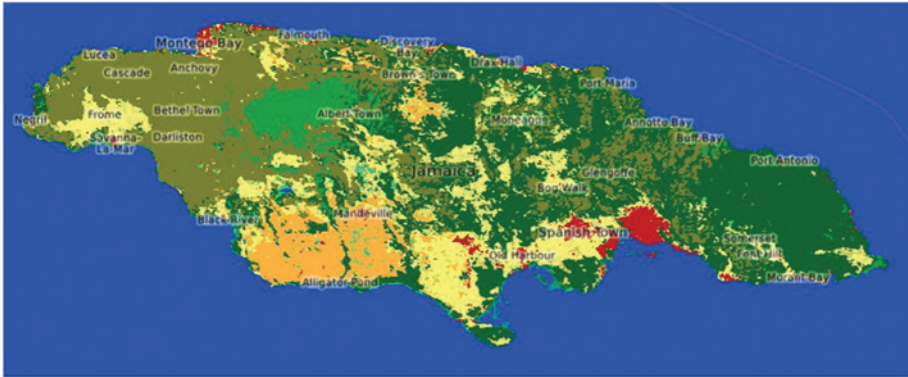 Montego Bay
Falmouth
Discovery
Bay
Lucea
Anchovy
Drax Hall
Cascade
Brown's Town
Port Maria
Negril
Frome
Bethel Town
Albert Town
Moneague
Annotto Bay
Savanna-
La-Mar
Darliston
Buff Bay
Port Antonio
Jamaica
Glengoffe
Bog Walk
Black River
Mandeville
Spanish Town
Somerset
Old Harbour
Font Hill
Alligator Pond
Morant Bay